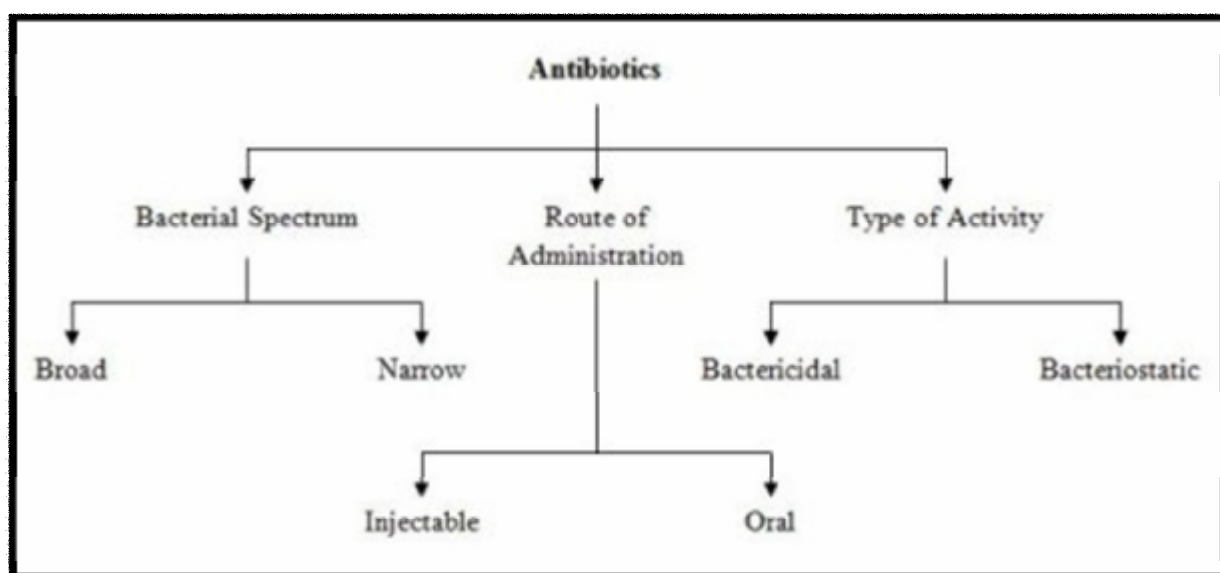 Antibiotics
Bacterial Spectrum
Route of
Administration
Type of Activity
Broad
Narrow
Bactericidal
Bacteriostatic
Injectable
Oral